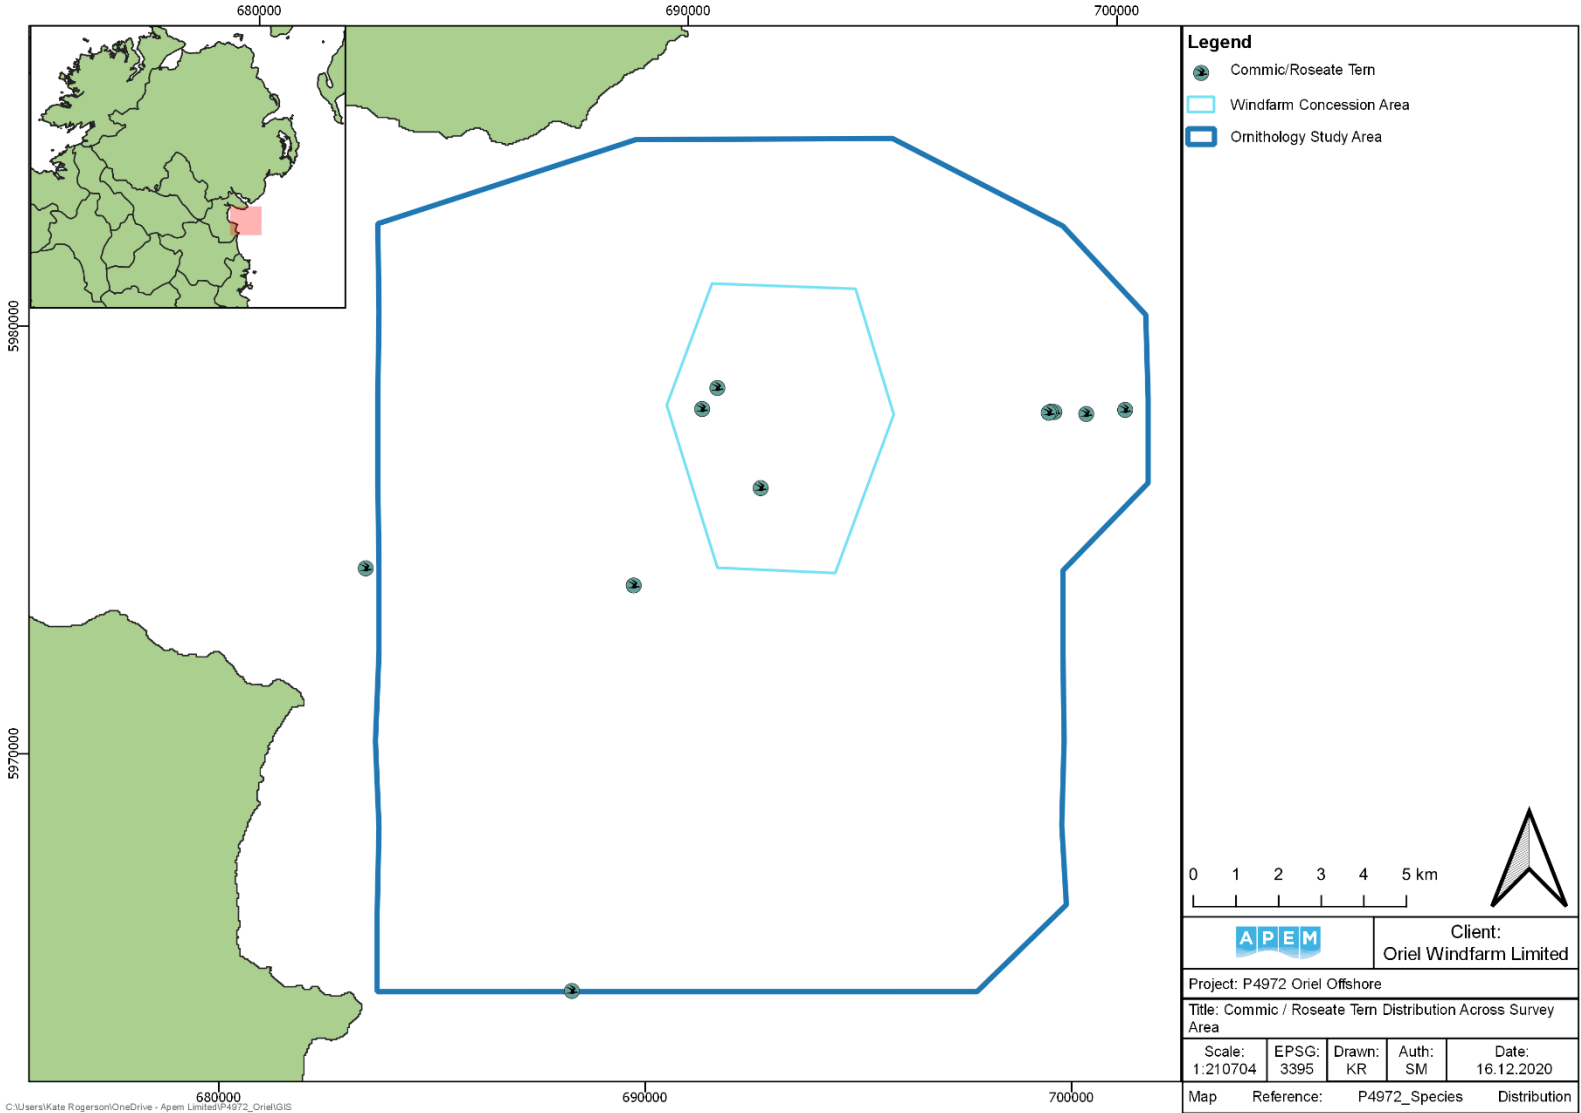 680000
690000
700000
Legend
Commic/Roseate Tern
Windfarm Concession Area
Ornithology Study Area
5980000
5970000
0 1 2 3 4 5 km
APEM
Client:
Oriel Windfarm Limited
Project: P4972 Oriel Offshore
Title: Commic / Roseate Tern Distribution Across Survey
Area
Scale: EPSG: Drawn: Auth: Date:
1:210704 3395 KR SM 16.12.2020
Map Reference: P4972_Species Distribution
680000
690000
700000
C:\Users\Kate Rogerson\OneDrive - Apem Limited\P4972_Oriel\GIS